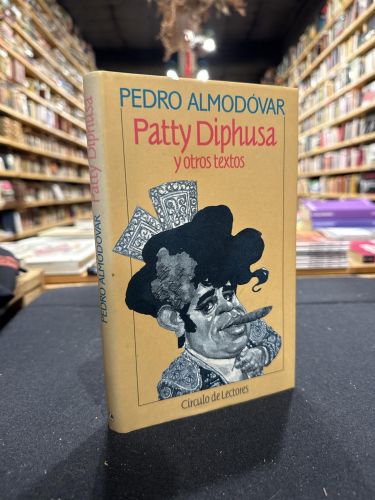 PEDRO ALMODÓVAR
Patty Diphusa
y otros textos
Círculo de Lectores
PEDRO ALMODÓVAR
Patty Diphusa